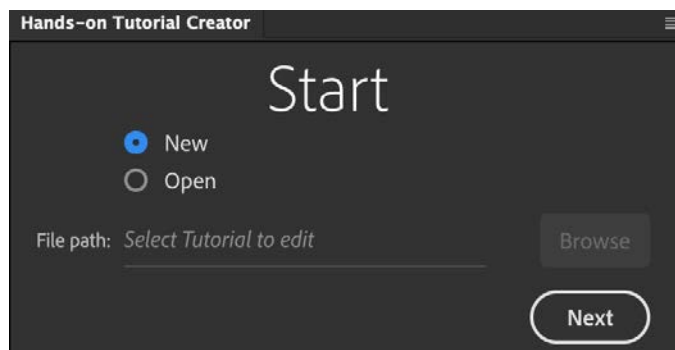 Hands-on Tutorial Creator
Start
New
Open
File path: Select Tutorial to edit Browse
Next